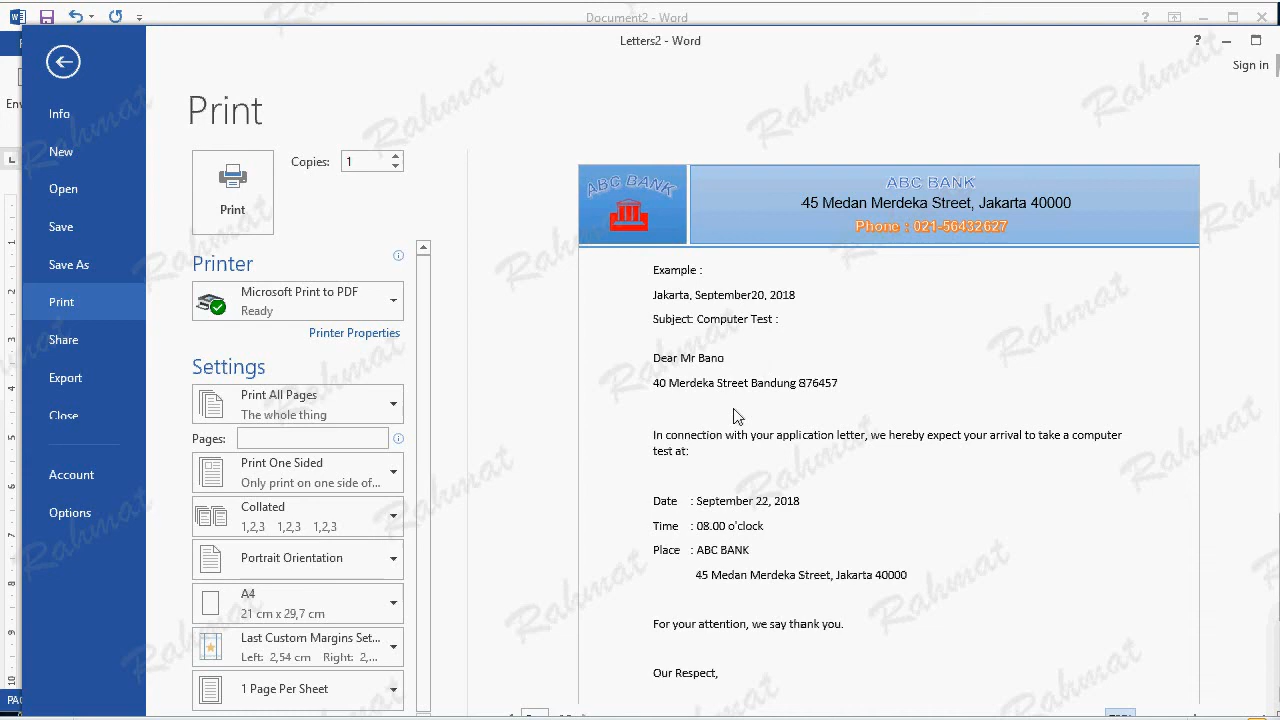 Document2 - Word
Letters2 - Word
Sign in
Info
New
Open
Save
Save As
Print
Share
Export
Close
Account
Options
Print
Print
Copies: 1
Printer
Microsoft Print to PDF
Ready
Printer Properties
Settings
Print All Pages
The whole thing
Pages:
Print One Sided
Only print on one side of...
Collated
1,2,3 1,2,3 1,2,3
Portrait Orientation
A4
21 cm x 29,7 cm
Last Custom Margins Set...
Left: 2,54 cm Right: 2,...
1 Page Per Sheet
ABC BANK
ABC BANK
45 Medan Merdeka Street, Jakarta 40000
Phone : 021-56432627
Example :
Jakarta, September20, 2018
Subject: Computer Test :
Dear Mr Bano
40 Merdeka Street Bandung 876457
In connection with your application letter, we hereby expect your arrival to take a computer
test at:
Date : September 22, 2018
Time : 08.00 o'clock
Place : ABC BANK
45 Medan Merdeka Street, Jakarta 40000
For your attention, we say thank you.
Our Respect,
Rahmat